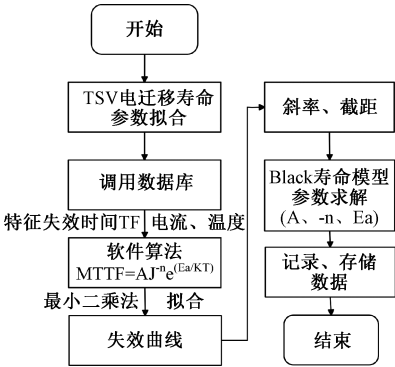 开始
TSV电迁移寿命
参数拟合
调用数据库
特征失效时间TF 电流、温度
软件算法
MTTF=AJ⁻ⁿe⁽ᴱᵃ/ᴷᵀ⁾
最小二乘法 拟合
失效曲线
斜率、截距
Black寿命模型
参数求解
(A、-n、Ea)
记录、存储
数据
结束